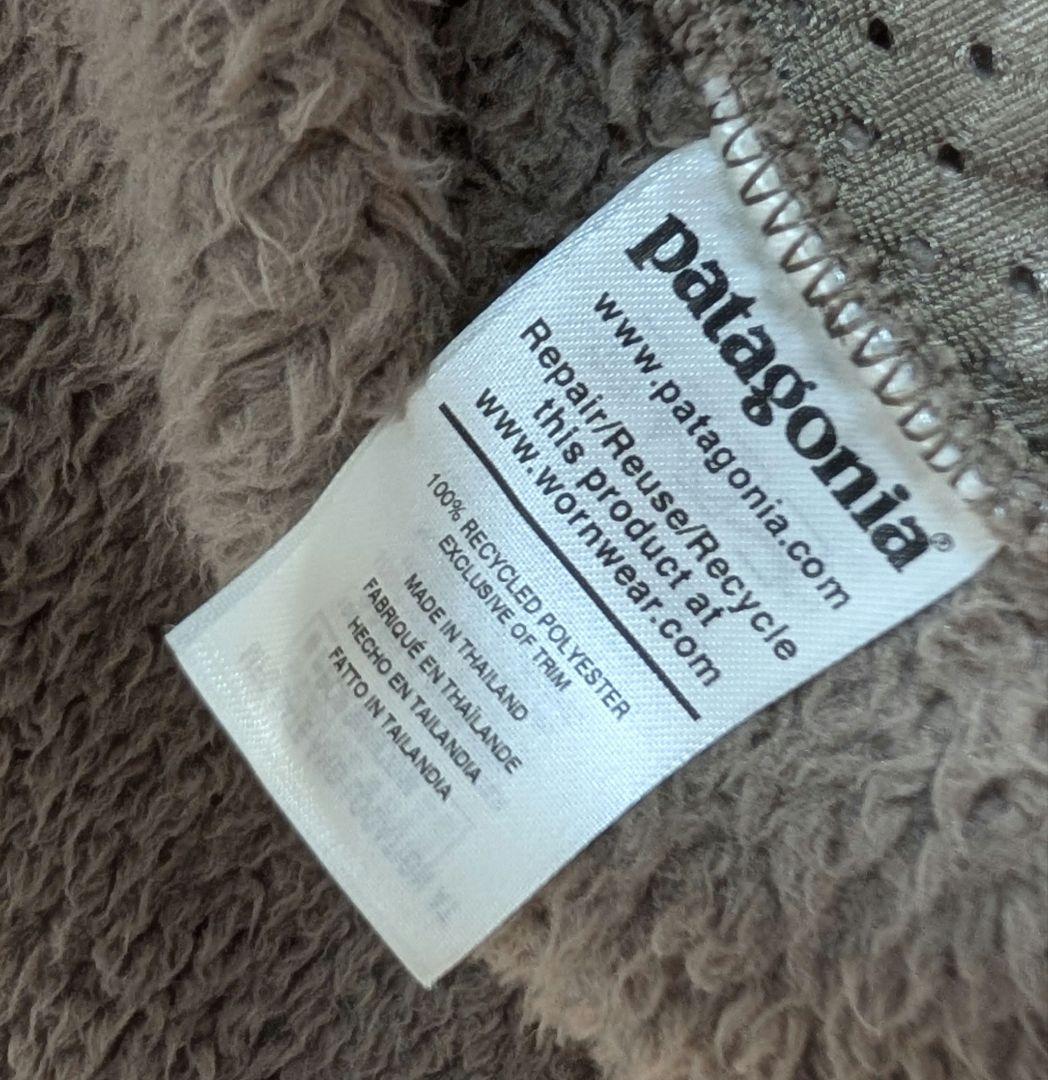 patagonia®
www.patagonia.com
Repair/Reuse/Recycle
this product at
www.wornwear.com
100% RECYCLED POLYESTER
EXCLUSIVE OF TRIM
MADE IN THAILAND
FABRIQUÉ EN THAÏLANDE
HECHO EN TAILANDIA
FATTO IN TAILANDIA